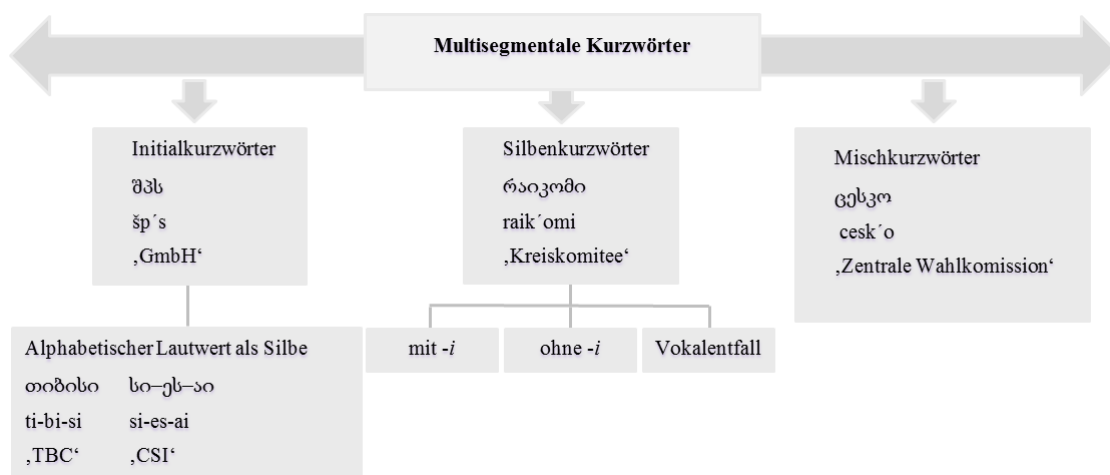 Multisegmentale Kurzwörter
Initialkurzwörter
შპს
šp´s
‚GmbH‘
Silbenkurzwörter
რაიკომი
raik´omi
‚Kreiskomitee‘
Mischkurzwörter
ცესკო
cesk´o
‚Zentrale Wahlkomission‘
Alphabetischer Lautwert als Silbe
თიბისი სი–ეს–აი
ti-bi-si si-es-ai
‚TBC‘ ‚CSI‘
mit -i
ohne -i
Vokalentfall